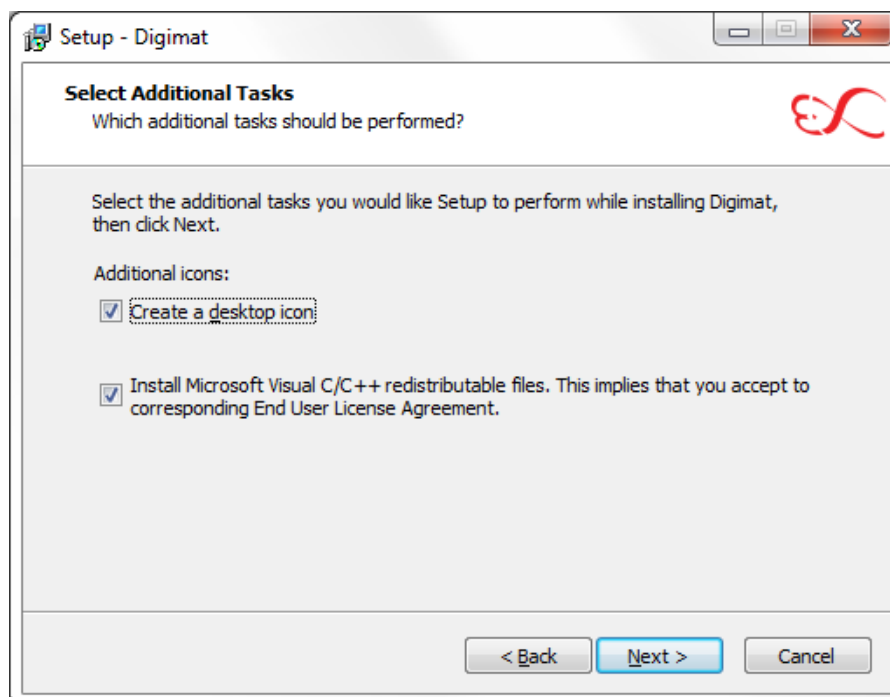 Setup - Digimat
Select Additional Tasks
Which additional tasks should be performed?
Select the additional tasks you would like Setup to perform while installing Digimat,
then click Next.
Additional icons:
Create a desktop icon
Install Microsoft Visual C/C++ redistributable files. This implies that you accept to
corresponding End User License Agreement.
< Back
Next >
Cancel